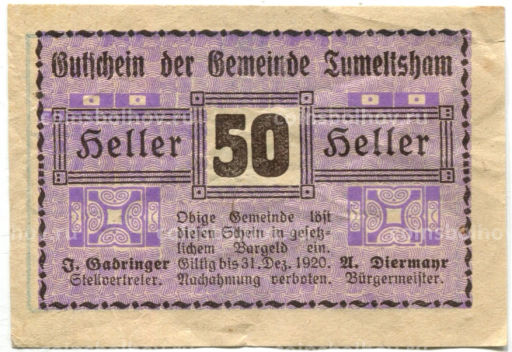 Gutschein der Gemeinde Tumeltsham
Heller 50 Heller
Obige Gemeinde löst
diesen Schein in gesetz-
lichem Bargeld ein.
J. Gadringer Giltig bis 31. Dez. 1920. A. Diermayr
Stellvertreter. Nachahmung verboten. Bürgermeister.